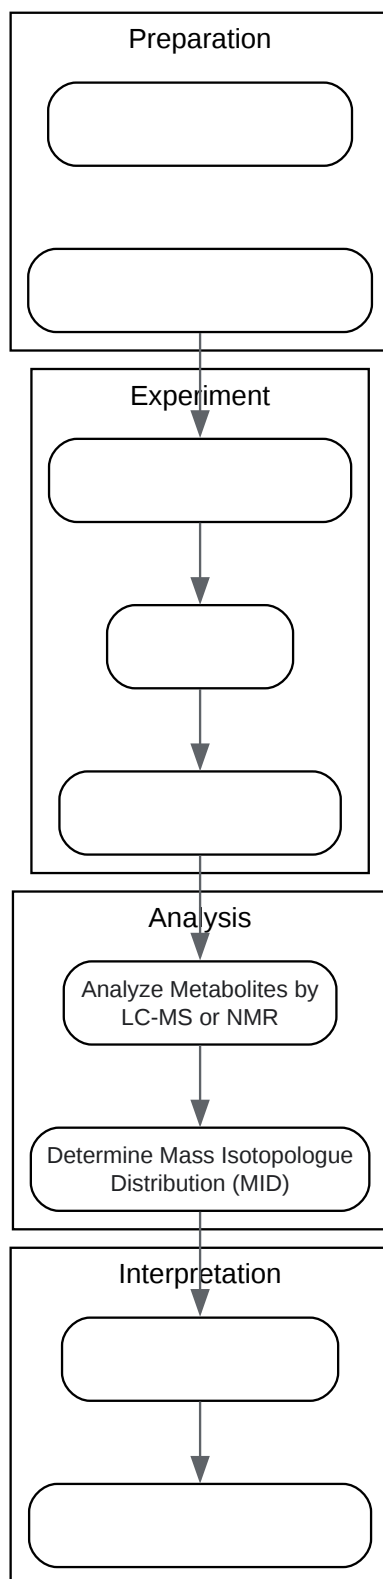 Preparation
Experiment
Analysis
Analyze Metabolites by
LC-MS or NMR
Determine Mass Isotopologue
Distribution (MID)
Interpretation